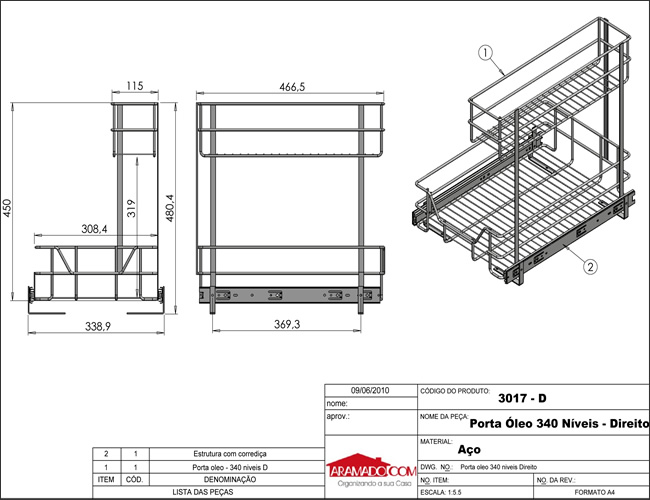 115
466,5
1
450
319
480,4
308,4
338,9
369,3
2
09/06/2010
nome:
aprov.:
CÓDIGO DO PRODUTO:
3017 - D
NOME DA PEÇA:
Porta Óleo 340 Níveis - Direito
MATERIAL:
Aço
DWG. NO.: Porta oleo 340 niveis Direito
NO. ITEM: NO. DA REV.:
ESCALA: 1:5.5 FORMATO A4
ARAMADO.COM
Organizando a sua Casa
2 1 Estrutura com corrediça
1 1 Porta oleo - 340 niveis D
ITEM CÓD. DENOMINAÇÃO
LISTA DAS PEÇAS